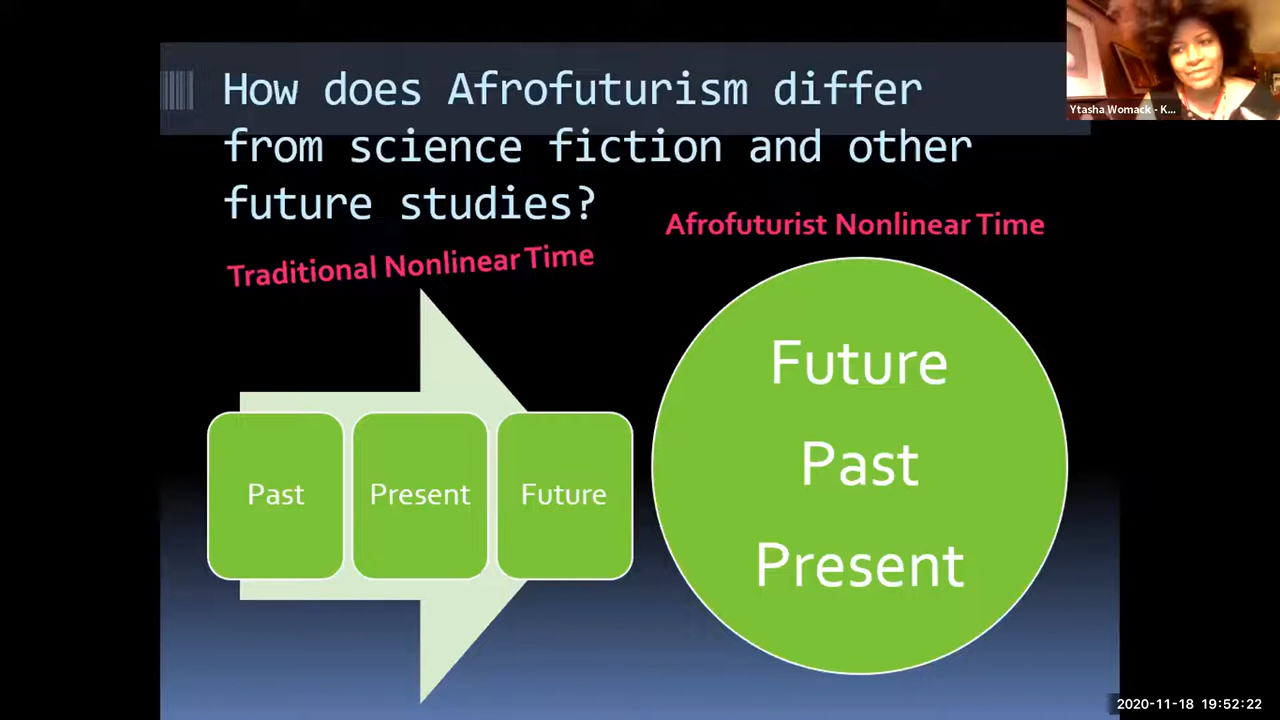 How does Afrofuturism differ
from science fiction and other
future studies?
Traditional Nonlinear Time
Past
Present
Future
Afrofuturist Nonlinear Time
Future
Past
Present
Ytasha Womack - K...
2020-11-18 19:52:22